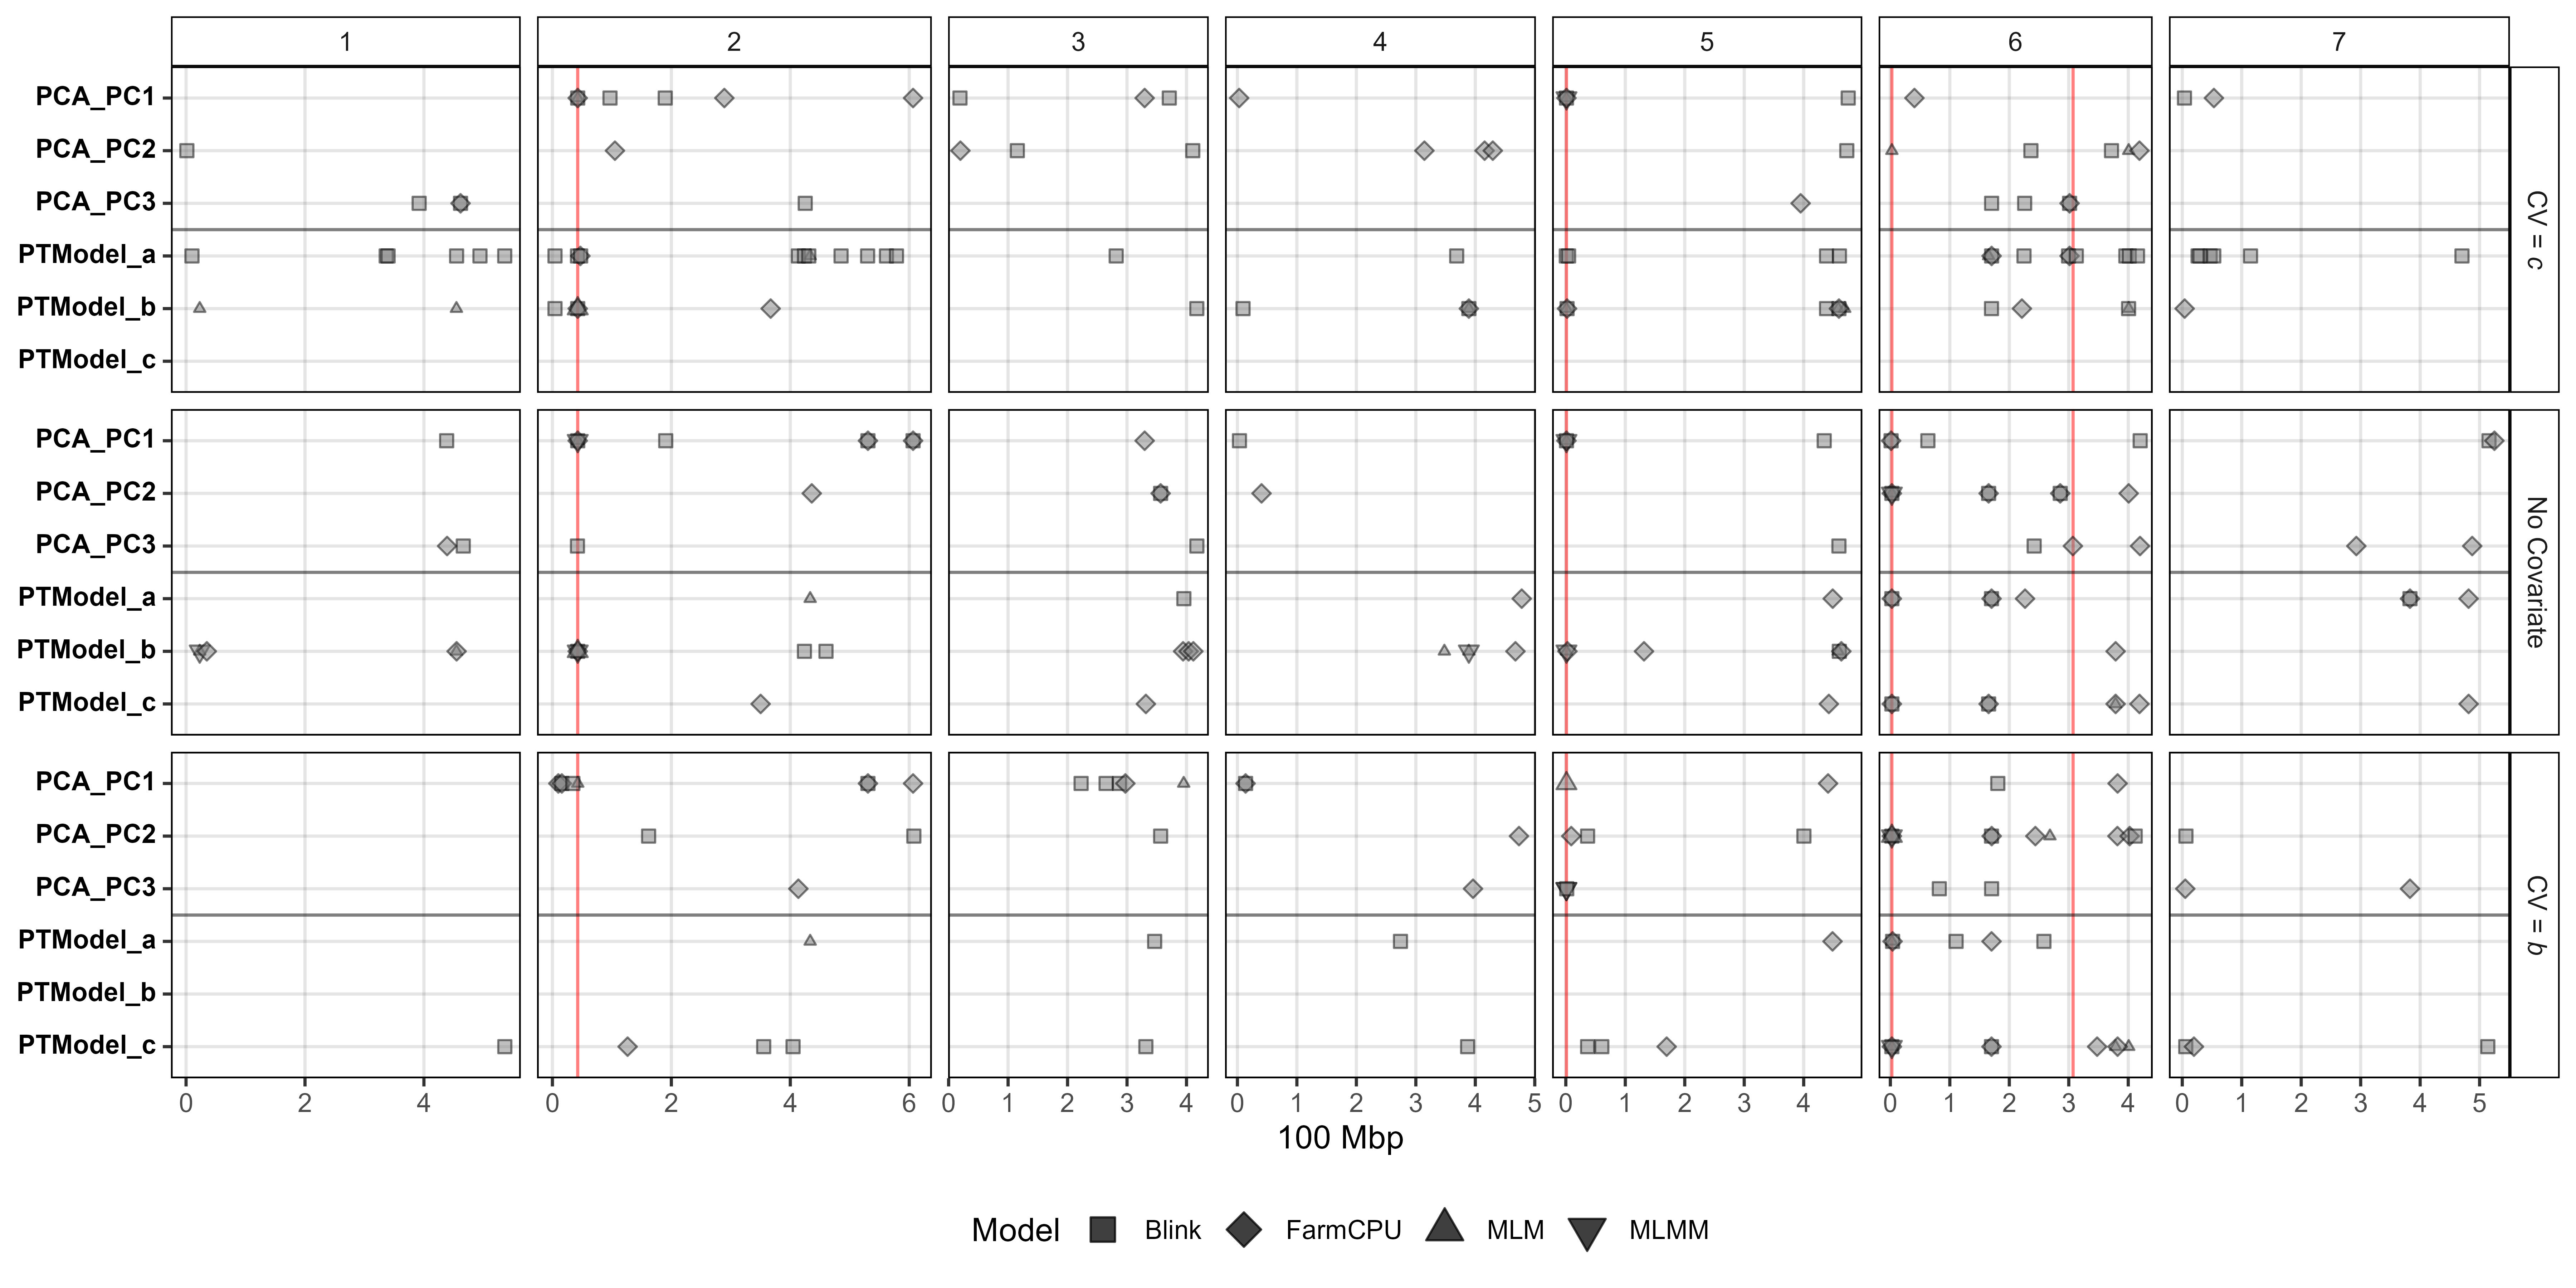 1 2 3 4 5 6 7
PCA_PC1
PCA_PC2
PCA_PC3
PTModel_a
PTModel_b
PTModel_c
CV = c
PCA_PC1
PCA_PC2
PCA_PC3
PTModel_a
PTModel_b
PTModel_c
No Covariate
PCA_PC1
PCA_PC2
PCA_PC3
PTModel_a
PTModel_b
PTModel_c
CV = b
0 2 4 0 2 4 6 0 1 2 3 4 0 1 2 3 4 5 0 1 2 3 4 0 1 2 3 4 0 1 2 3 4 5
100 Mbp
Model Blink FarmCPU MLM MLMM